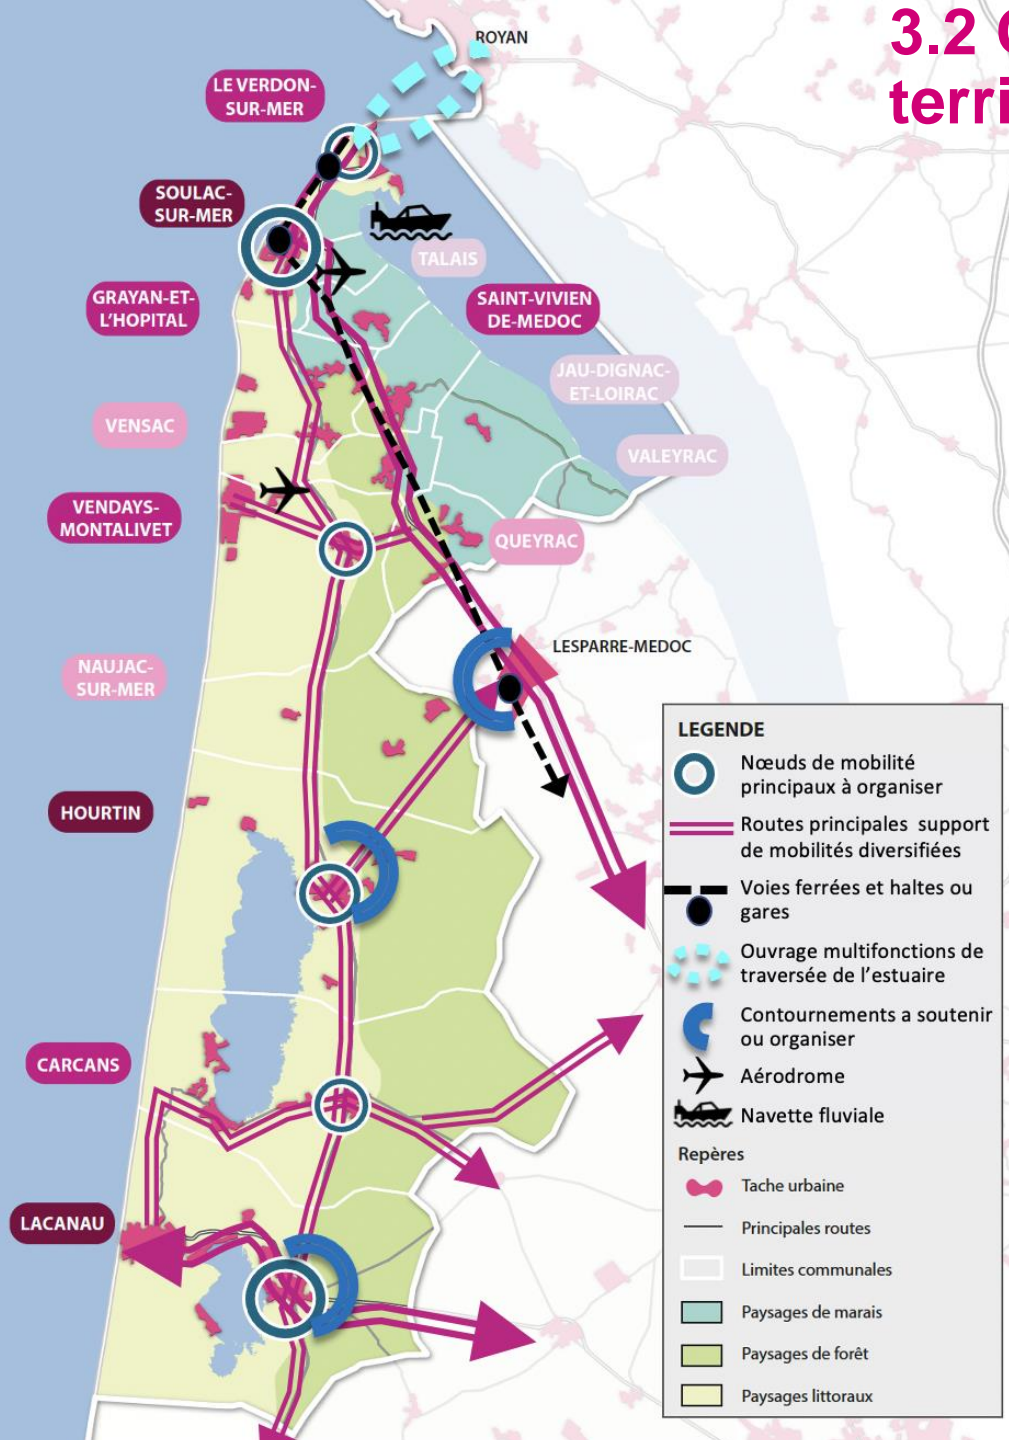 3.2
terri
ROYAN
LE VERDON-
SUR-MER
SOULAC-
SUR-MER
TALAIS
GRAYAN-ET-
L'HOPITAL
SAINT-VIVIEN
DE-MEDOC
JAU-DIGNAC-
ET-LOIRAC
VENSAC
VALEYRAC
VENDAYS-
MONTALIVET
QUEYRAC
LESPARRE-MEDOC
NAUJAC-
SUR-MER
HOURTIN
CARCANS
LACANAU
LEGENDE
Nœuds de mobilité
principaux à organiser
Routes principales support
de mobilités diversifiées
Voies ferrées et haltes ou
gares
Ouvrage multifonctions de
traversée de l'estuaire
Contournements a soutenir
ou organiser
Aérodrome
Navette fluviale
Repères
Tache urbaine
Principales routes
Limites communales
Paysages de marais
Paysages de forêt
Paysages littoraux